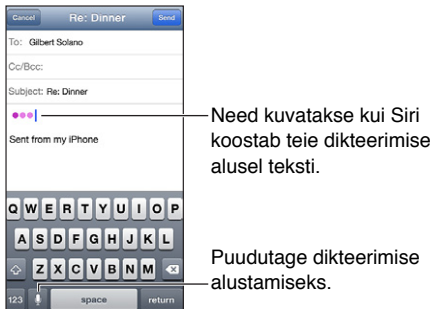 Cancel Re: Dinner Send
To: Gilbert Solano
Cc/Bcc:
Subject: Re: Dinner
Sent from my iPhone
Need kuvatakse kui Siri
koostab teie dikteerimise
alusel teksti.
Q W E R T Y U I O P
A S D F G H J K L
Z X C V B N M
Puudutage dikteerimise
alustamiseks.
123 space return